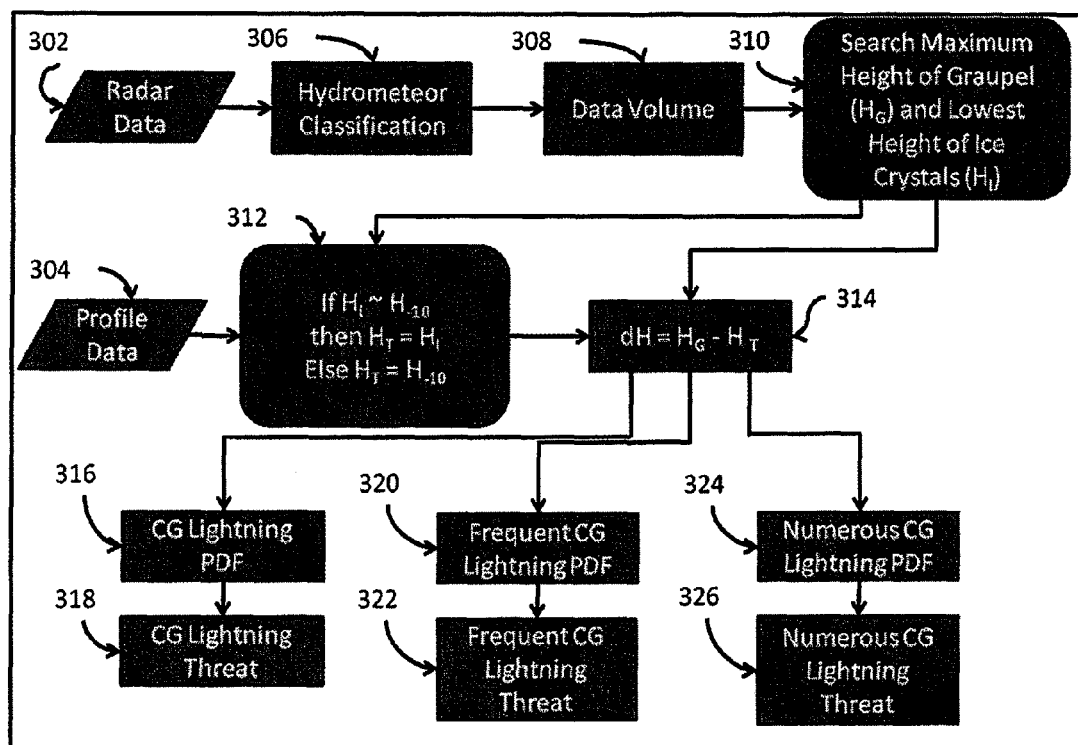 302
Radar
Data
306
Hydrometeor
Classification
308
Data Volume
310
Search Maximum
Height of Graupel
(H_G) and Lowest
Height of Ice
Crystals (H_I)
304
Profile
Data
312
If H_I ~ H_-10
then H_T = H_I
Else H_T = H_-10
dH = H_G - H_T
314
316
CG Lightning
PDF
318
CG Lightning
Threat
320
Frequent CG
Lightning PDF
322
Frequent CG
Lightning
Threat
324
Numerous CG
Lightning PDF
326
Numerous CG
Lightning
Threat